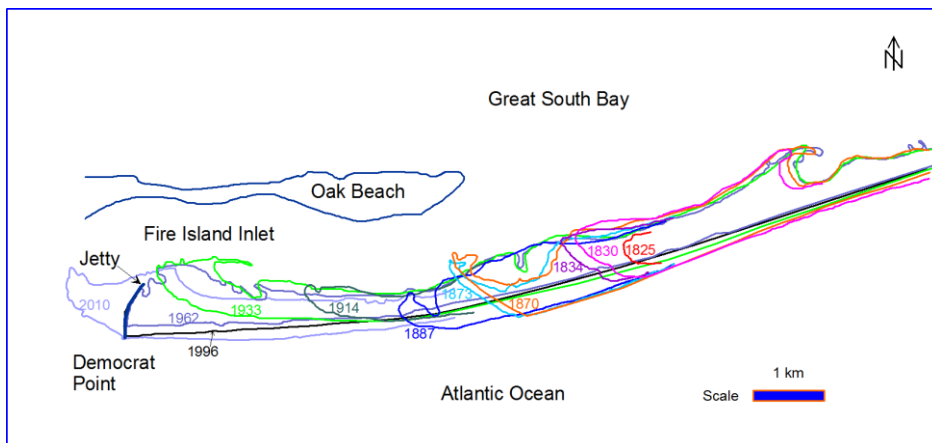 N
Great South Bay
Oak Beach
Fire Island Inlet
Jetty
1825
1830
1834
2010
1873
1933
1914
1870
1962
1887
1996
Democrat
Point
1 km
Atlantic Ocean
Scale